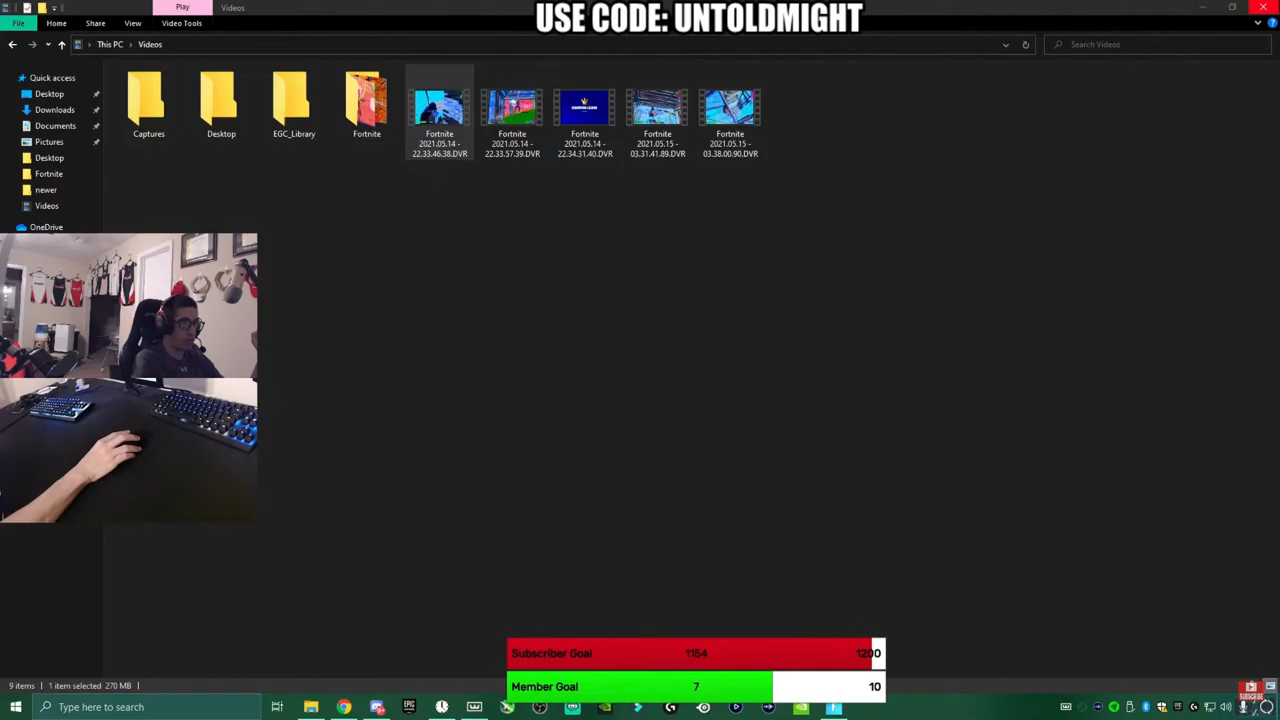 Play
Videos
USE CODE: UNTOLDMIGHT
File
Home
Share
View
Video Tools
This PC
Videos
Search Videos
Quick access
Desktop
Downloads
Documents
Pictures
Desktop
Fortnite
newer
Videos
OneDrive
Captures
Desktop
EGC_Library
Fortnite
Fortnite
2021.05.14 -
22.33.46.38.DVR
Fortnite
2021.05.14 -
22.33.57.39.DVR
Fortnite
2021.05.14 -
22.34.31.40.DVR
Fortnite
2021.05.15 -
03.31.41.89.DVR
Fortnite
2021.05.15 -
03.38.00.90.DVR
Subscriber Goal 1154 1200
Member Goal 7 10
9 items
1 item selected 270 MB
SUBSCRIBE
Type here to search